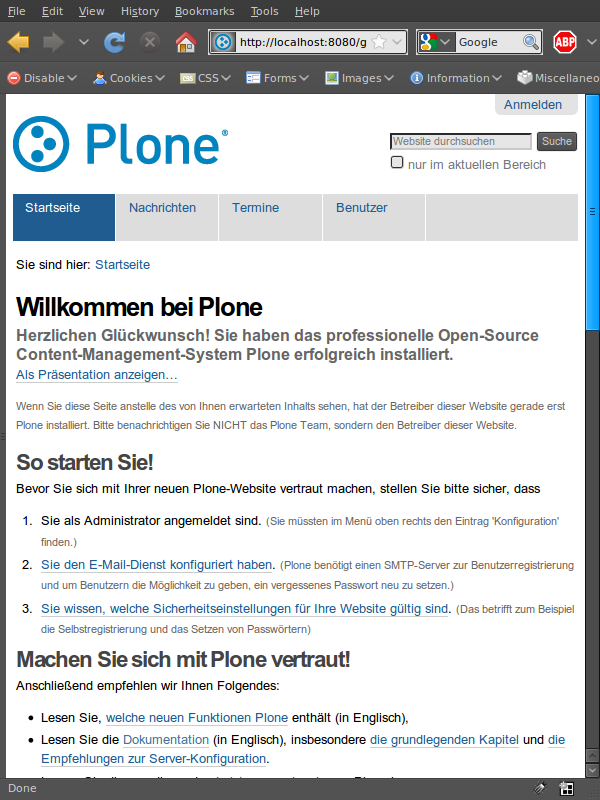 File Edit View History Bookmarks Tools Help
http://localhost:8080/g Google ABP
Disable Cookies CSS Forms Images Information Miscellaneo
Anmelden
Plone®
Website durchsuchen Suche
nur im aktuellen Bereich
Startseite Nachrichten Termine Benutzer
Sie sind hier: Startseite
Willkommen bei Plone
Herzlichen Glückwunsch! Sie haben das professionelle Open-Source
Content-Management-System Plone erfolgreich installiert.
Als Präsentation anzeigen…
Wenn Sie diese Seite anstelle des von Ihnen erwarteten Inhalts sehen, hat der Betreiber dieser Website gerade erst
Plone installiert. Bitte benachrichtigen Sie NICHT das Plone Team, sondern den Betreiber dieser Website.
So starten Sie!
Bevor Sie sich mit Ihrer neuen Plone-Website vertraut machen, stellen Sie bitte sicher, dass
1. Sie als Administrator angemeldet sind. (Sie müssten im Menü oben rechts den Eintrag 'Konfiguration'
finden.)
2. Sie den E-Mail-Dienst konfiguriert haben. (Plone benötigt einen SMTP-Server zur Benutzerregistrierung
und um Benutzern die Möglichkeit zu geben, ein vergessenes Passwort neu zu setzen.)
3. Sie wissen, welche Sicherheitseinstellungen für Ihre Website gültig sind. (Das betrifft zum Beispiel
die Selbstregistrierung und das Setzen von Passwörtern)
Machen Sie sich mit Plone vertraut!
Anschließend empfehlen wir Ihnen Folgendes:
• Lesen Sie, welche neuen Funktionen Plone enthält (in Englisch),
• Lesen Sie die Dokumentation (in Englisch), insbesondere die grundlegenden Kapitel und die
Empfehlungen zur Server-Konfiguration.
Done